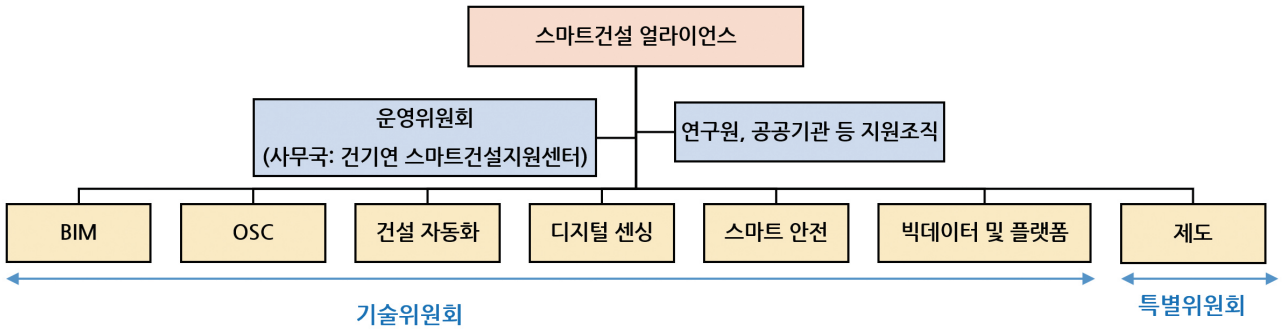 스마트건설 얼라이언스
운영위원회
(사무국: 건기연 스마트건설지원센터)
연구원, 공공기관 등 지원조직
BIM
OSC
건설 자동화
디지털 센싱
스마트 안전
빅데이터 및 플랫폼
제도
기술위원회
특별위원회